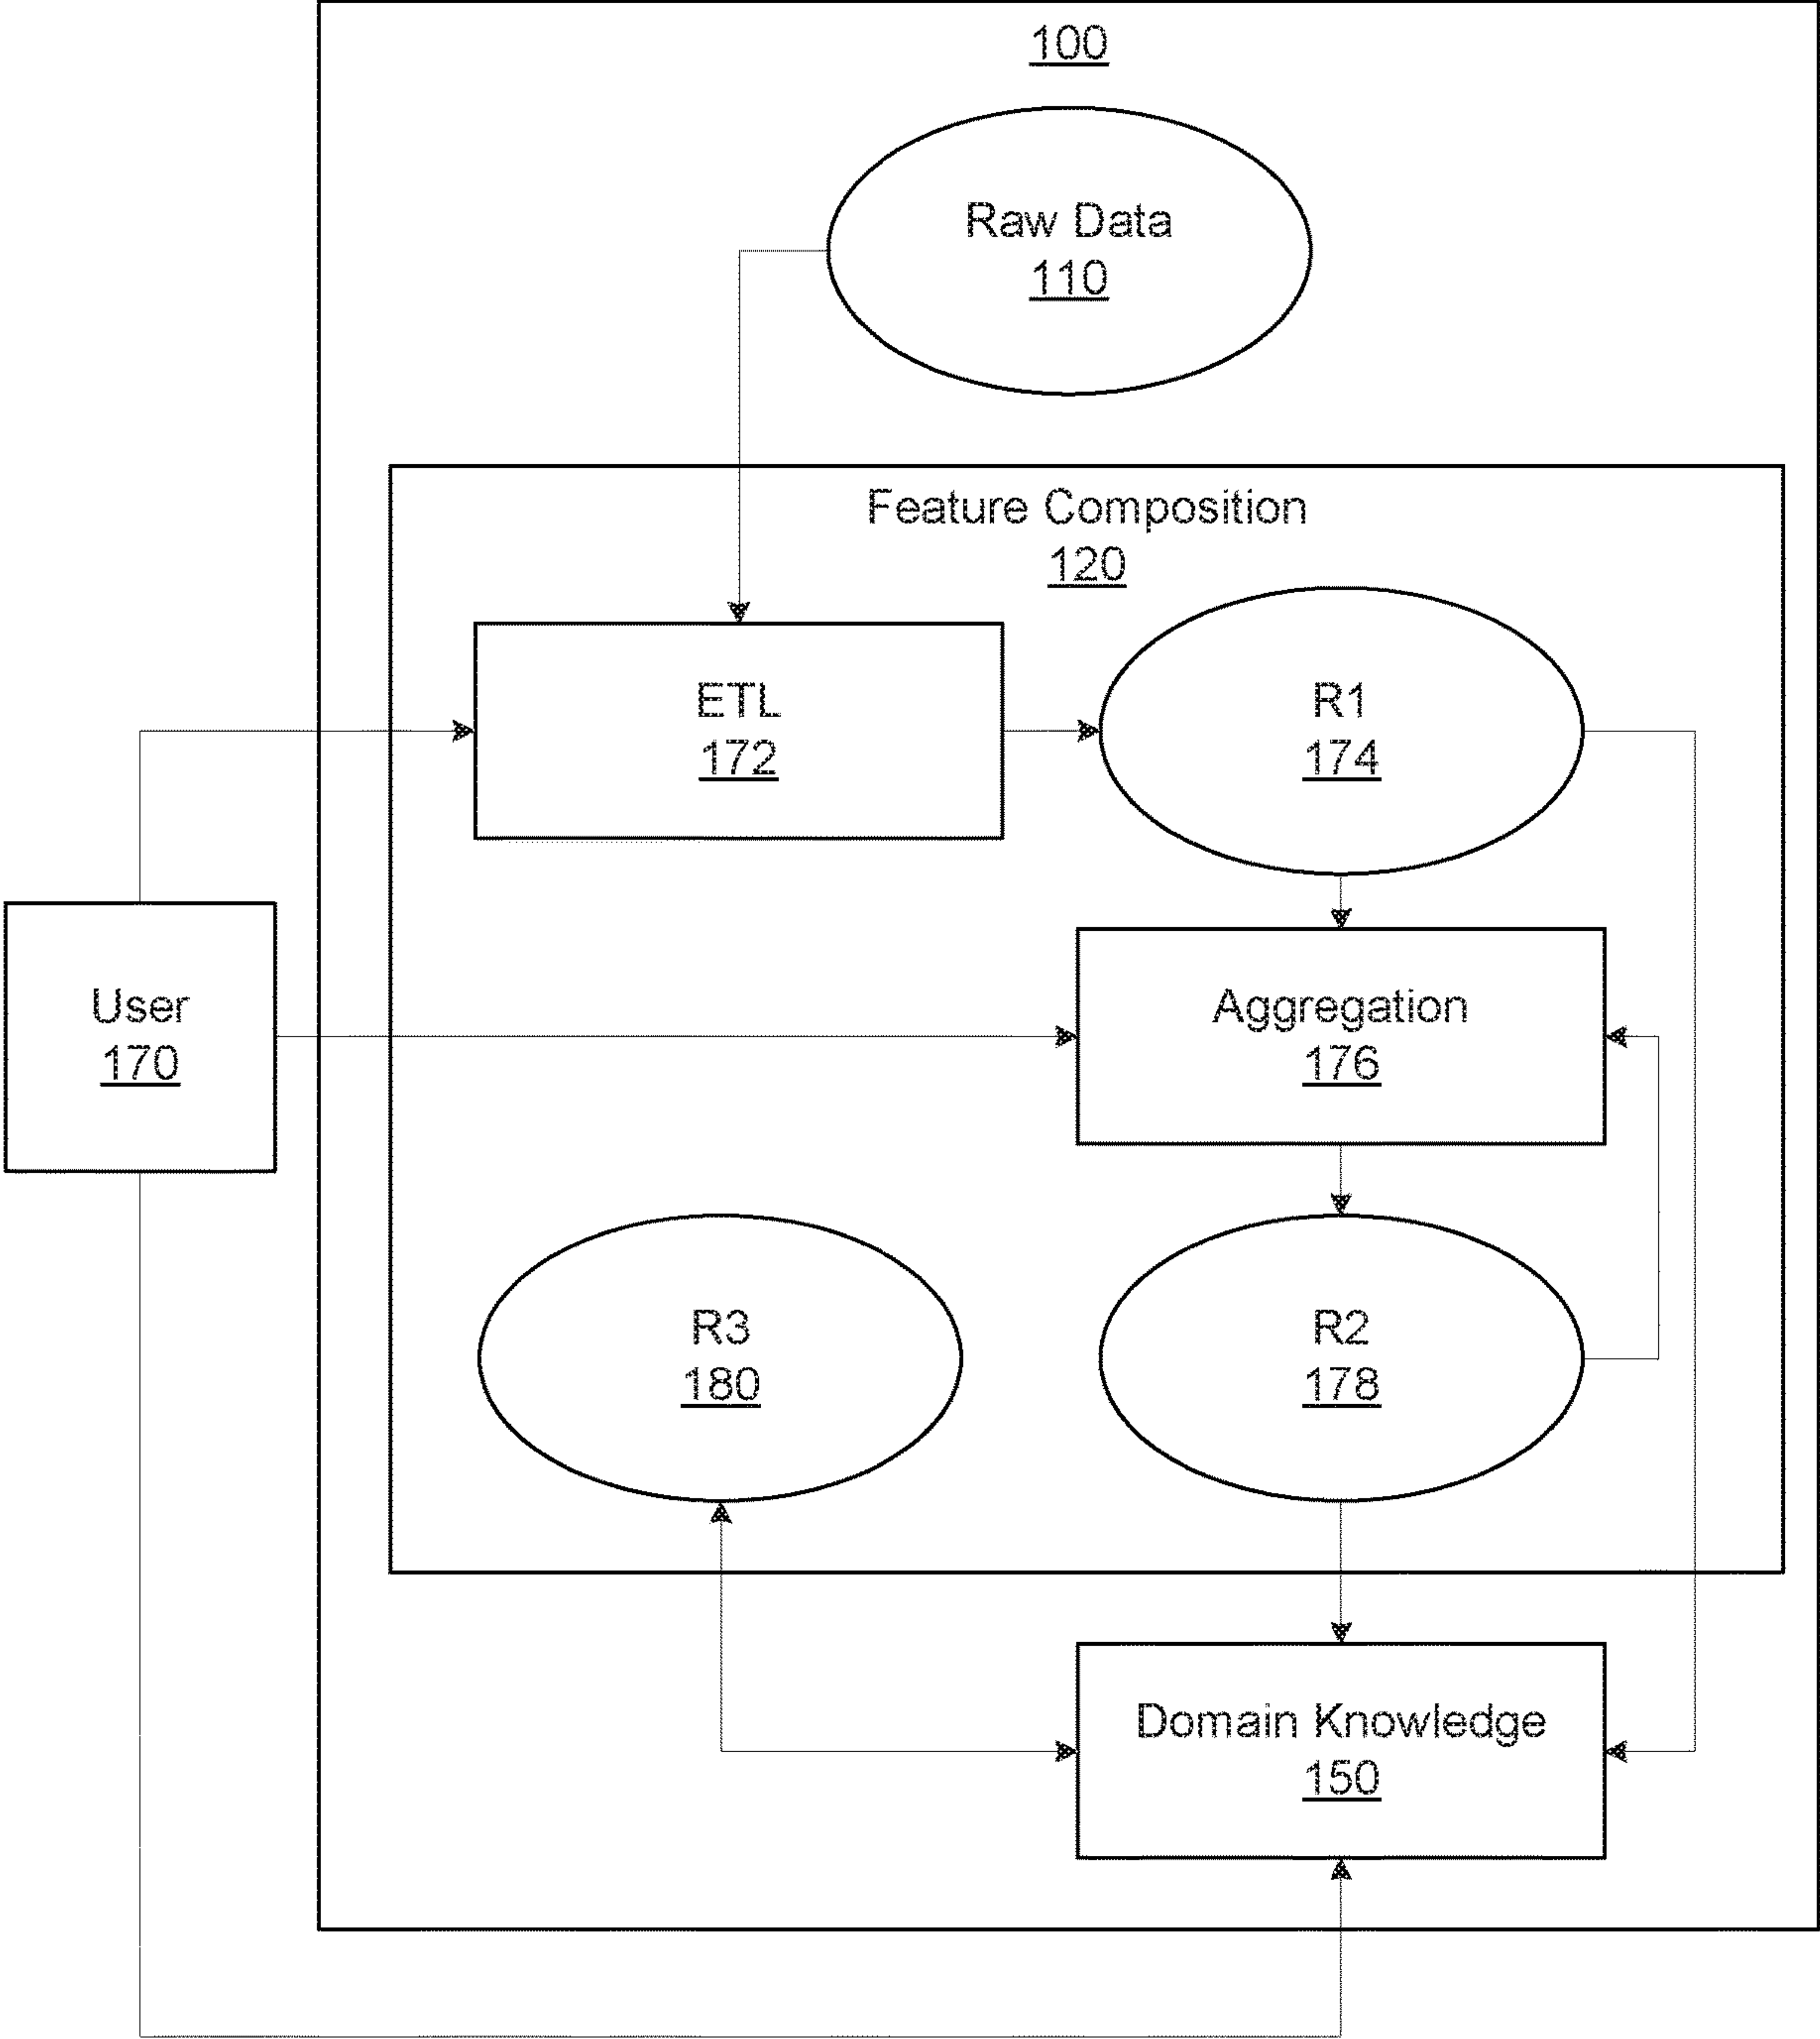 100
Raw Data
110
Feature Composition
120
ETL
172
R1
174
User
170
Aggregation
176
R3
180
R2
178
Domain Knowledge
150